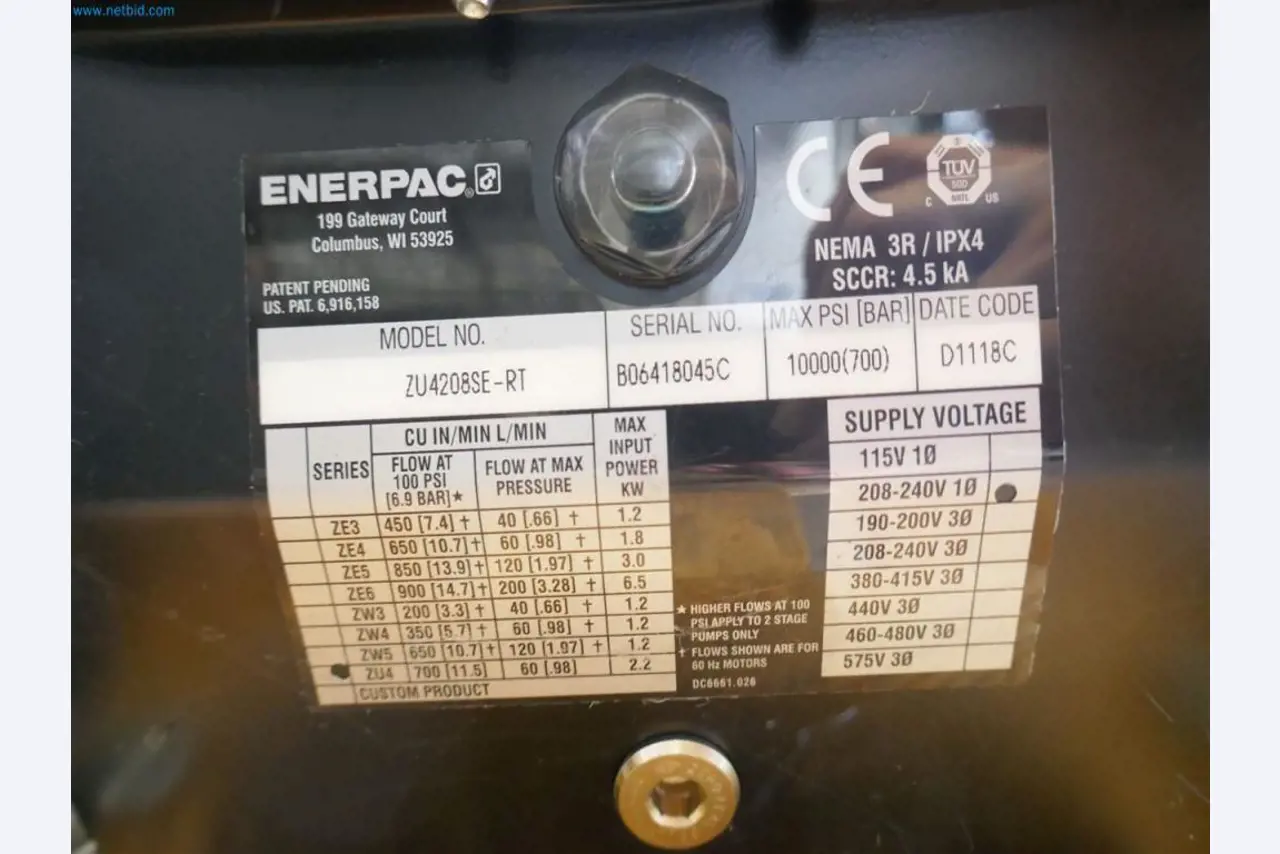 www.netbid.com
ENERPAC®
199 Gateway Court
Columbus, WI 53925
PATENT PENDING
US. PAT. 6,916,158
CE
TÜV
C US
NEMA 3R / IPX4
SCCR: 4.5 kA
MODEL NO. SERIAL NO. MAX PSI [BAR] DATE CODE
ZU4208SE-RT B06418045C 10000(700) D1118C
SERIES
CU IN/MIN L/MIN
FLOW AT
100 PSI
[6.9 BAR]★
FLOW AT MAX
PRESSURE
MAX
INPUT
POWER
KW
ZE3 450 [7.4] † 40 [.66] † 1.2
ZE4 650 [10.7] † 60 [.98] † 1.8
ZE5 850 [13.9] † 120 [1.97] † 3.0
ZE6 900 [14.7] † 200 [3.28] † 6.5
ZW3 200 [3.3] † 40 [.66] † 1.2
ZW4 350 [5.7] † 60 [.98] † 1.2
ZW5 650 [10.7] † 120 [1.97] † 1.2
ZU4 700 [11.5] 60 [.98] 2.2
CUSTOM PRODUCT
★ HIGHER FLOWS AT 100
PSI APPLY TO 2 STAGE
PUMPS ONLY
† FLOWS SHOWN ARE FOR
60 Hz MOTORS
DC6661.026
SUPPLY VOLTAGE
115V 1Ø
208-240V 1Ø
190-200V 3Ø
208-240V 3Ø
380-415V 3Ø
440V 3Ø
460-480V 3Ø
575V 3Ø